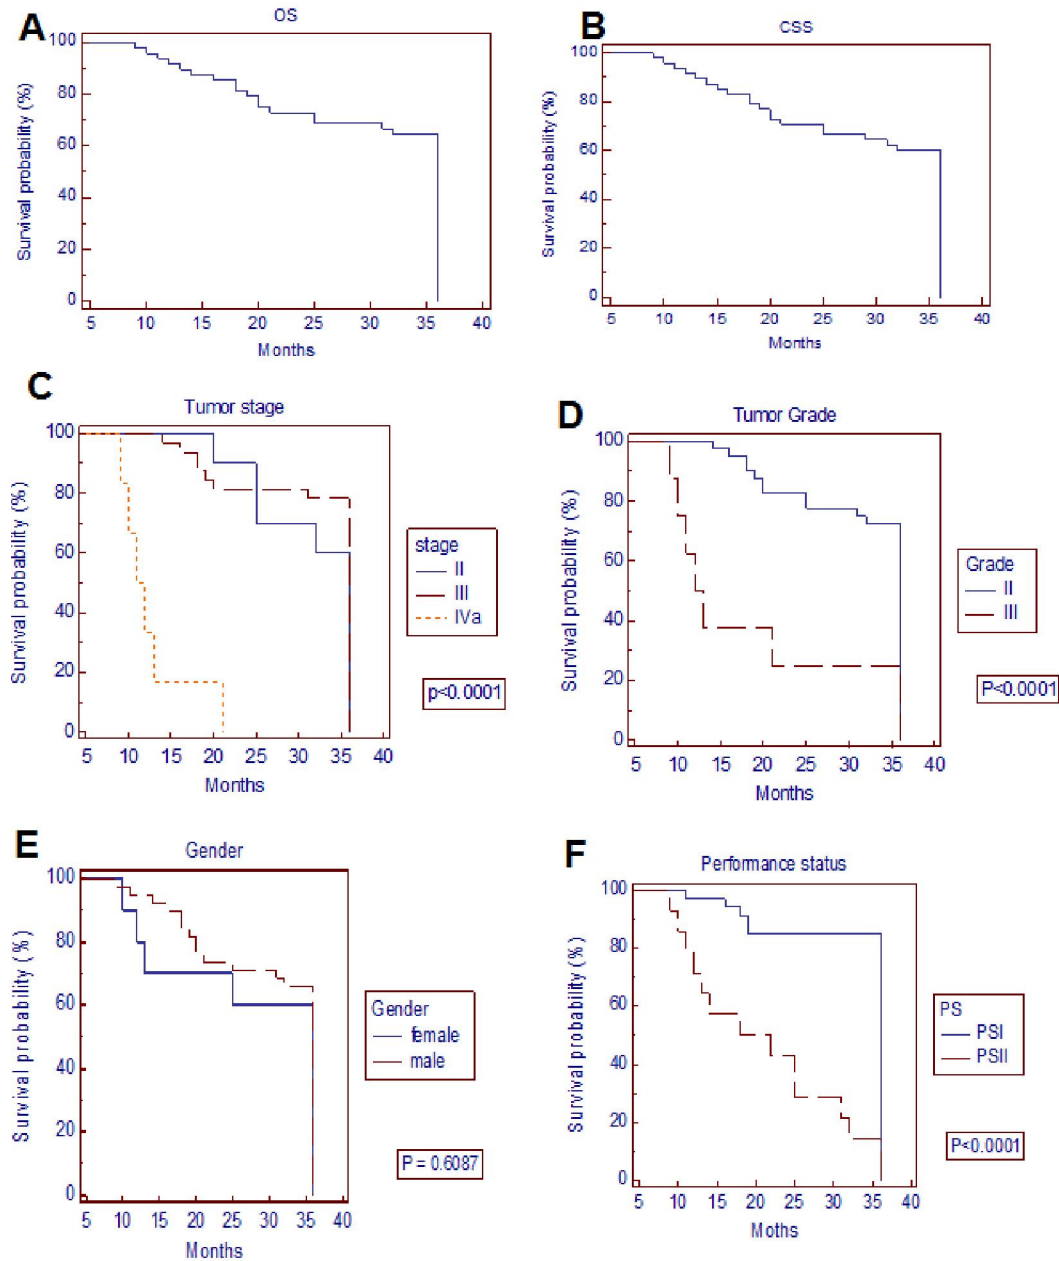 A
OS
Survival probability (%)
100
80
60
40
20
0
5 10 15 20 25 30 35 40
Months
B
CSS
Survival probability (%)
100
80
60
40
20
0
5 10 15 20 25 30 35 40
Months
C
Tumor stage
Survival probability (%)
100
80
60
40
20
0
5 10 15 20 25 30 35 40
Months
stage
II
III
IVa
p<0.0001
D
Tumor Grade
Survival probability (%)
100
80
60
40
20
0
5 10 15 20 25 30 35 40
Months
Grade
II
III
P<0.0001
E
Gender
Survival probability (%)
100
80
60
40
20
0
5 10 15 20 25 30 35 40
Months
Gender
female
male
P = 0.6087
F
Performance status
Survival probability (%)
100
80
60
40
20
0
5 10 15 20 25 30 35 40
Moths
PS
PSI
PSII
P<0.0001